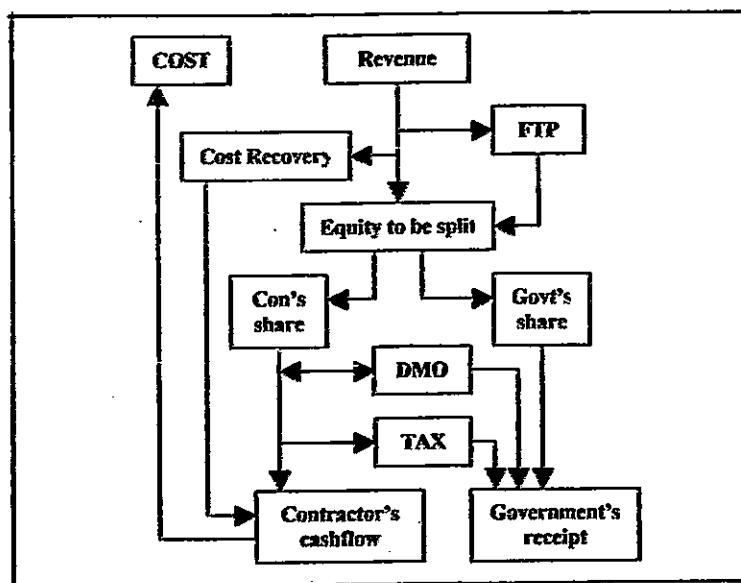 COST
Revenue
FTP
Cost Recovery
Equity to be split
Con's
share
Govt's
share
DMO
TAX
Contractor's
cashflow
Government's
receipt